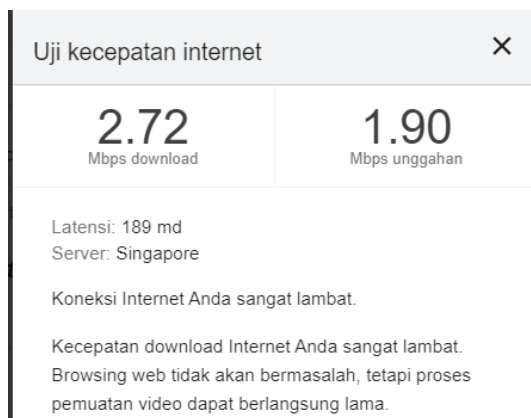 Uji kecepatan internet
2.72
Mbps download
1.90
Mbps unggahan
Latensi: 189 md
Server: Singapore
Koneksi Internet Anda sangat lambat.
Kecepatan download Internet Anda sangat lambat.
Browsing web tidak akan bermasalah, tetapi proses
pemuatan video dapat berlangsung lama.